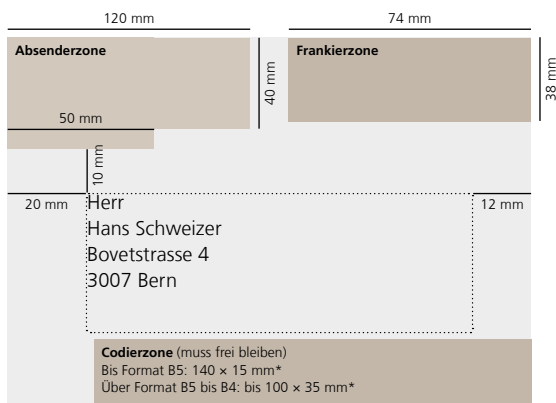 120 mm
74 mm
Absenderzone
Frankierzone
40 mm
38 mm
50 mm
10 mm
20 mm
12 mm
Herr
Hans Schweizer
Bovetstrasse 4
3007 Bern
Codierzone (muss frei bleiben)
Bis Format B5: 140 × 15 mm*
Über Format B5 bis B4: bis 100 × 35 mm*